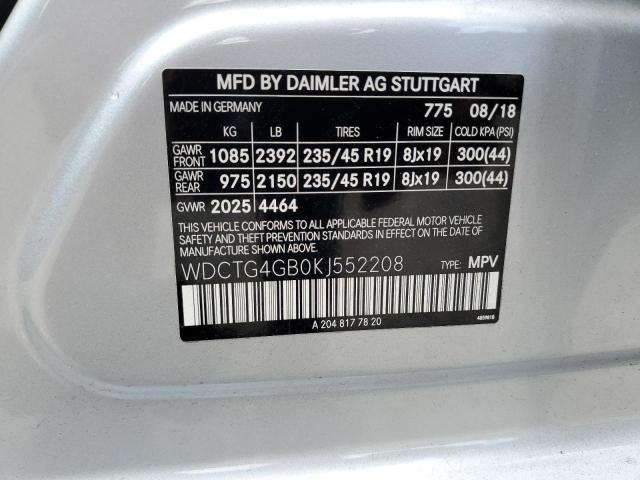 MFD BY DAIMLER AG STUTTGART
MADE IN GERMANY 775 08/18
KG LB TIRES RIM SIZE COLD KPA (PSI)
GAWR FRONT 1085 2392 235/45 R19 8Jx19 300(44)
GAWR REAR 975 2150 235/45 R19 8Jx19 300(44)
GWR 2025 4464
THIS VEHICLE CONFORMS TO ALL APPLICABLE FEDERAL MOTOR VEHICLE
SAFETY, BUMPER, AND THEFT PREVENTION STANDARDS IN EFFECT ON THE DATE
OF MANUFACTURE SHOWN ABOVE.
WDCTG4GB0KJ552208 TYPE: MPV
A 204 817 78 20